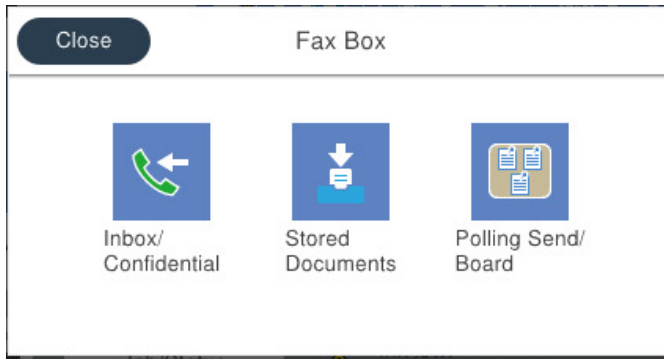 Close
Fax Box
Inbox/
Confidential
Stored
Documents
Polling Send/
Board